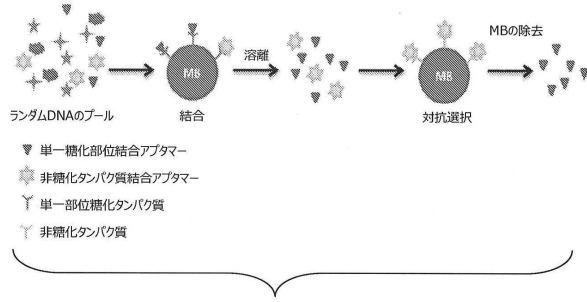 MBの除去
溶離
MB
MB
ランダムDNAのプール
結合
対抗選択
単一糖化部位結合アプタマー
非糖化タンパク質結合アプタマー
単一部位糖化タンパク質
非糖化タンパク質